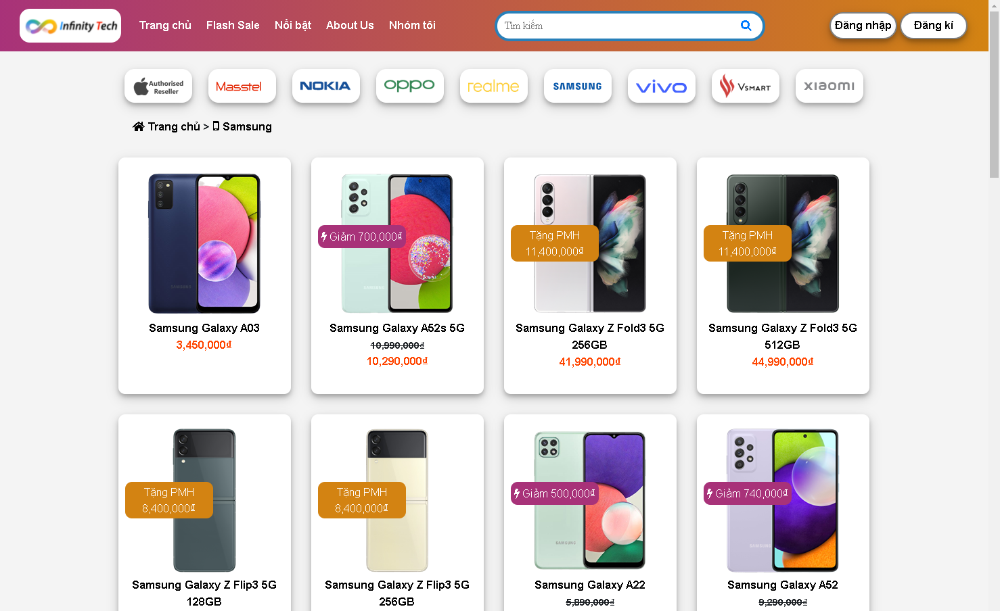 Infinity Tech
Trang chủ
Flash Sale
Nổi bật
About Us
Nhóm tôi
Tìm kiếm
Đăng nhập
Đăng kí
Authorised
Reseller
Masstel
NOKIA
oppo
realme
SAMSUNG
vivo
VSMART
xıaomı
Trang chủ > Samsung
Samsung Galaxy A03
3,450,000₫
Giảm 700,000₫
Samsung Galaxy A52s 5G
10,990,000₫
10,290,000₫
Tặng PMH
11,400,000₫
Samsung Galaxy Z Fold3 5G
256GB
41,990,000₫
Tặng PMH
11,400,000₫
Samsung Galaxy Z Fold3 5G
512GB
44,990,000₫
Tặng PMH
8,400,000₫
Samsung Galaxy Z Flip3 5G
128GB
Tặng PMH
8,400,000₫
Samsung Galaxy Z Flip3 5G
256GB
Giảm 500,000₫
SAMSUNG
Samsung Galaxy A22
5,890,000₫
Giảm 740,000₫
SAMSUNG
Samsung Galaxy A52
9,290,000₫